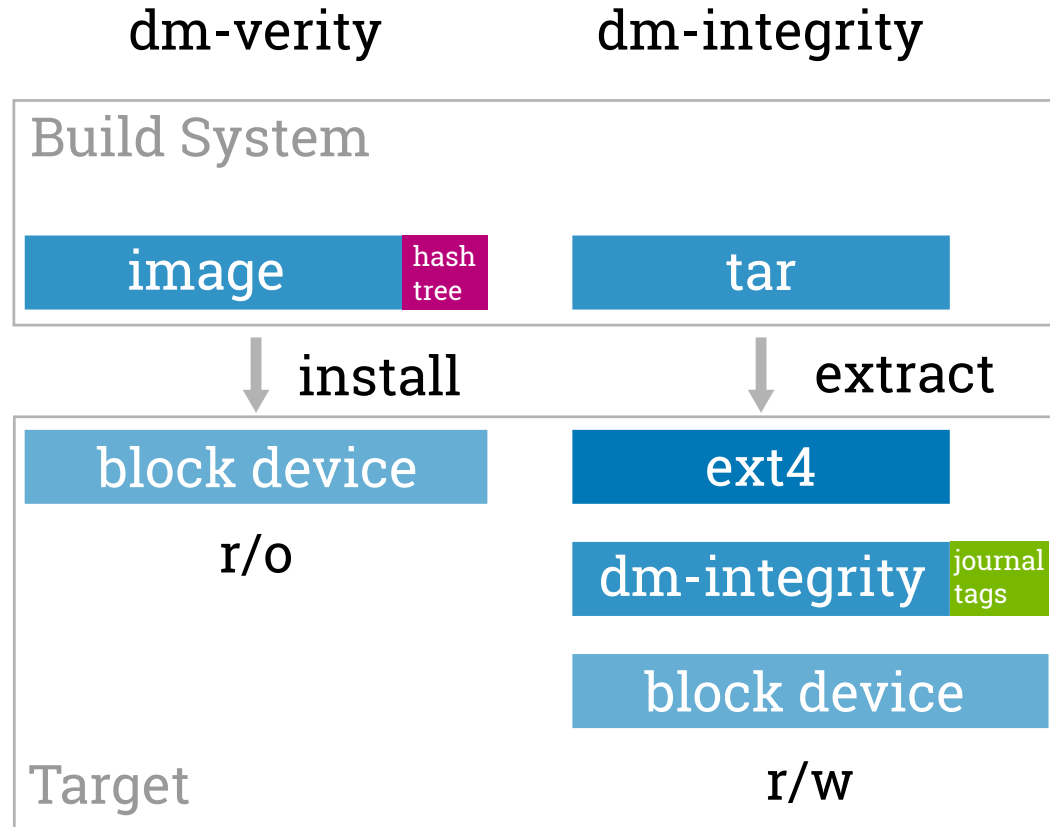 dm-verity
dm-integrity
Build System
image
hash
tree
tar
install
extract
block device
ext4
r/o
dm-integrity
journal
tags
block device
r/w
Target